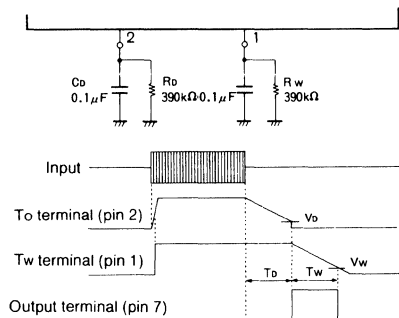 2 1
CD RD RW
0.1μF 390kΩ 0.1μF 390kΩ
Input
TO terminal (pin 2) VD
TW terminal (pin 1) VW
TD TW
Output terminal (pin 7)